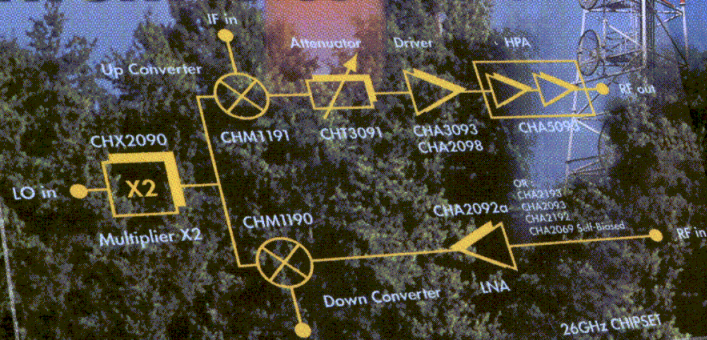 IF in
Attenuator
Driver
HPA
Up Converter
RF out
CHX2090
CHM1191
CHT3091
CHA3093
CHA2098
CHA5093
LO in
X2
Multiplier X2
CHM1190
CHA2092a
OR
CHA2193
CHA2093
CHA2192
CHA2069 Self-Biased
RF in
LNA
Down Converter
26GHz CHIPSET